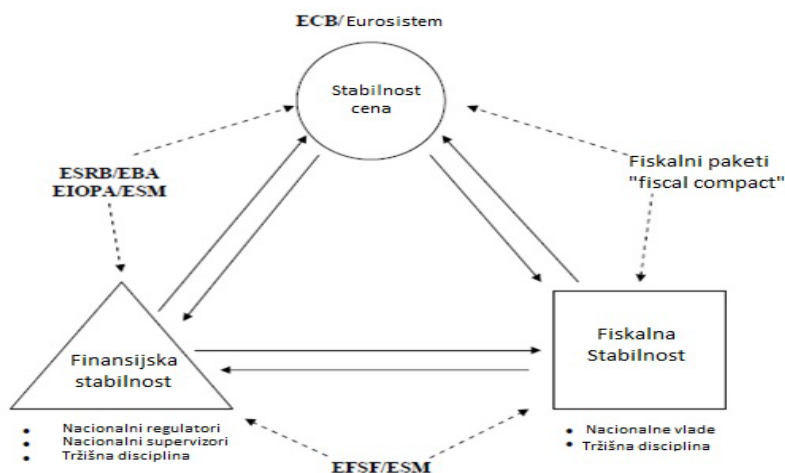 ECB/Eurosistem
Stabilnost
cena
ESRB/EBA
EIOPA/ESM
Fiskalni paketi
"fiscal compact"
Finansijska
stabilnost
Fiskalna
Stabilnost
• Nacionalni regulatori
• Nacionalni supervizori
• Tržišna disciplina
• Nacionalne vlade
• Tržišna disciplina
EFSF/ESM